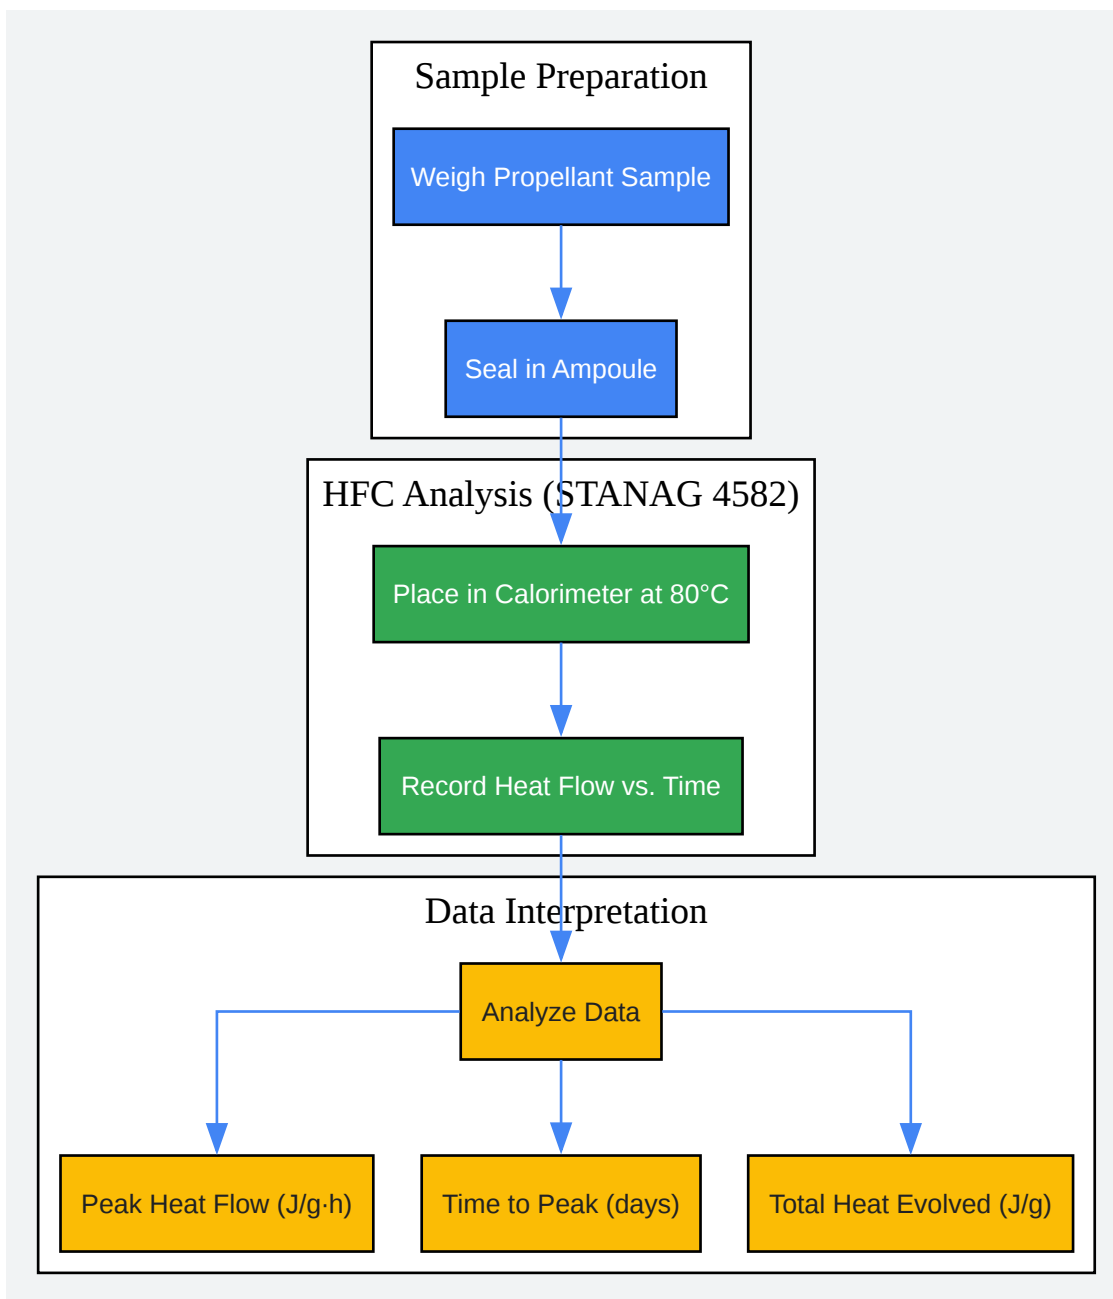 Sample Preparation
Weigh Propellant Sample
Seal in Ampoule
HFC Analysis (STANAG 4582)
Place in Calorimeter at 80°C
Record Heat Flow vs. Time
Data Interpretation
Analyze Data
Peak Heat Flow (J/g·h)
Time to Peak (days)
Total Heat Evolved (J/g)